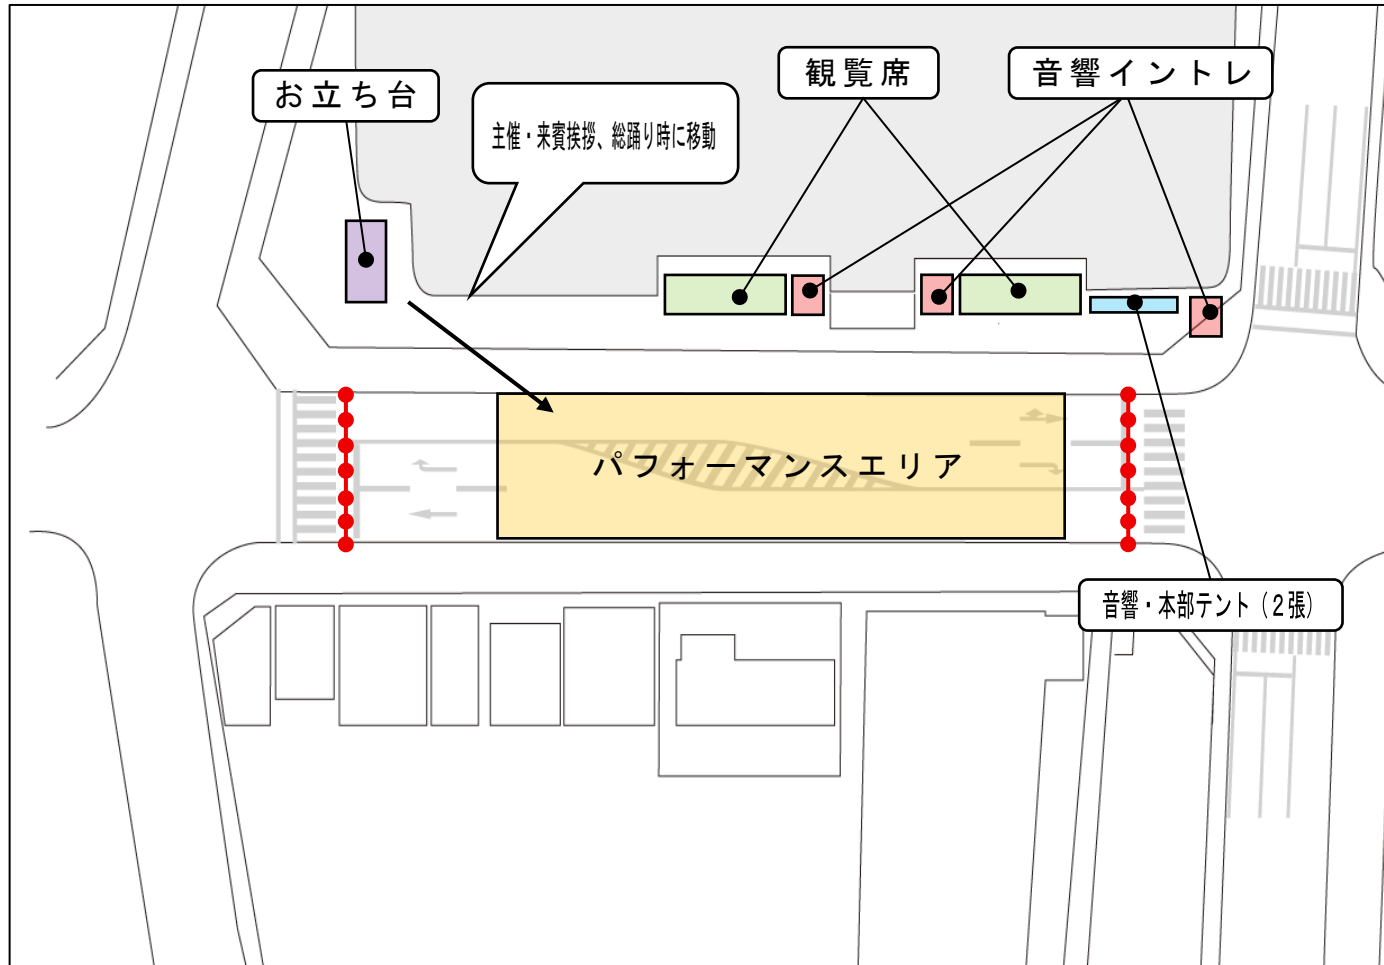 観覧席
音響イントレ
お立ち台
主催・来賓挨拶、総踊り時に移動
パフォーマンスエリア
音響・本部テント（２張）